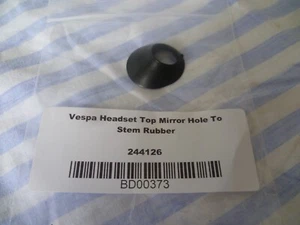 Vespa Headset Top Mirror Hole To
Stem Rubber
244126
BD00373